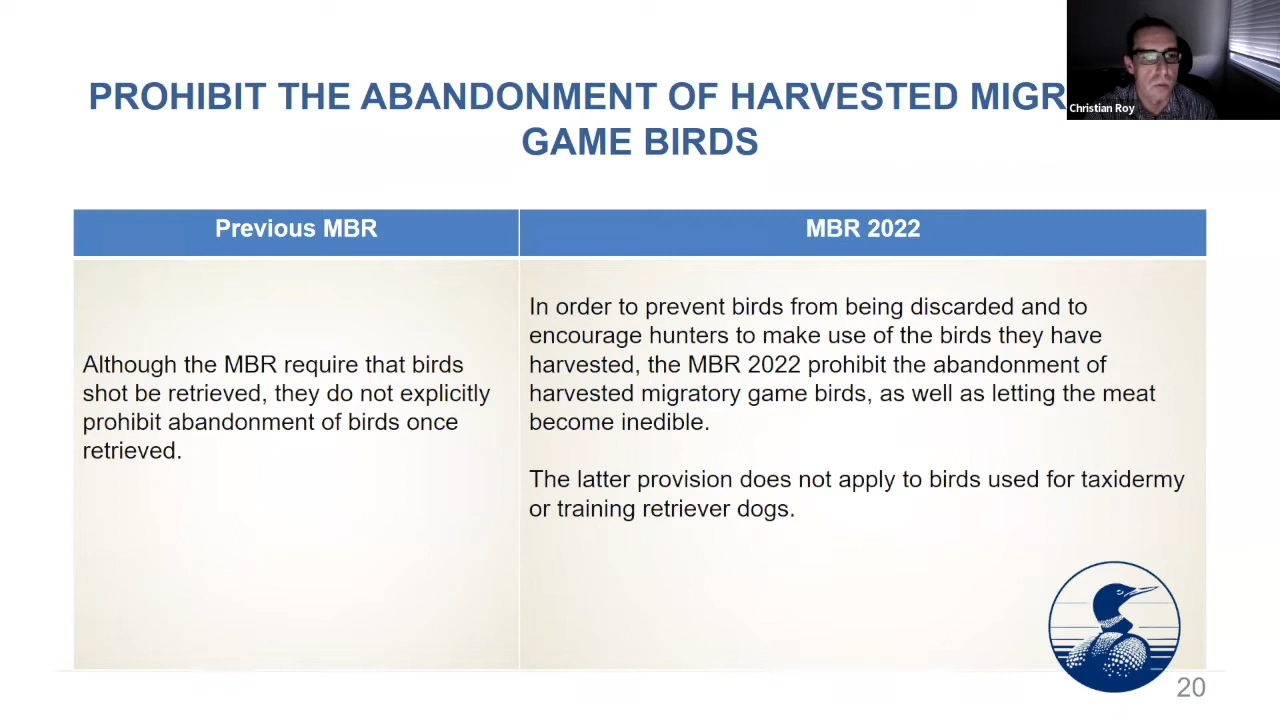 PROHIBIT THE ABANDONMENT OF HARVESTED MIGR
GAME BIRDS
Christian Roy
Previous MBR
MBR 2022
Although the MBR require that birds
shot be retrieved, they do not explicitly
prohibit abandonment of birds once
retrieved.
In order to prevent birds from being discarded and to
encourage hunters to make use of the birds they have
harvested, the MBR 2022 prohibit the abandonment of
harvested migratory game birds, as well as letting the meat
become inedible.
The latter provision does not apply to birds used for taxidermy
or training retriever dogs.
20